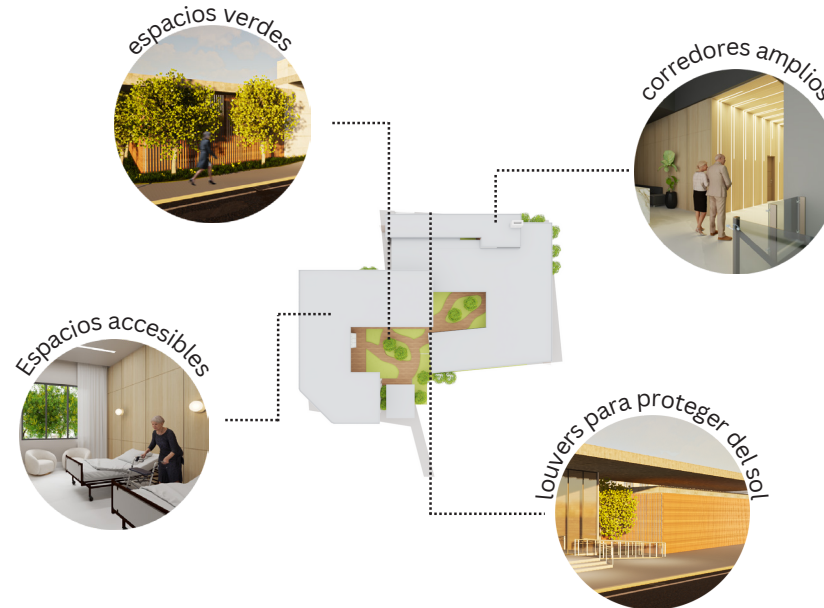 espacios verdes
corredores amplios
Espacios accesibles
louvers para proteger del sol